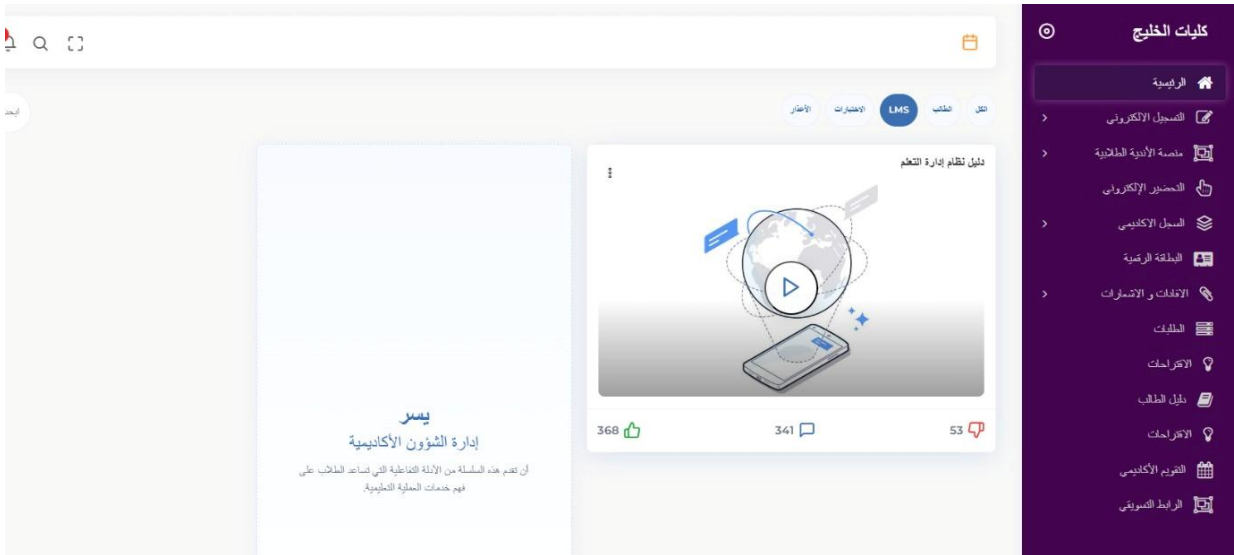 كليات الخليج
الرئيسية
التسجيل الالكتروني
منصة الأندية الطلابية
التحضير الإلكتروني
السجل الاكاديمي
البطاقة الرقمية
الافادات و الاشعارات
الطلبات
الاقتراحات
دليل الطالب
الاقتراحات
التقويم الأكاديمي
الرابط التسويقي
الكل
الطالب
LMS
الاختبارات
الأعذار
دليل نظام إدارة التعلم
53
341
368
يسر
إدارة الشؤون الأكاديمية
أن تقدم هذه السلسلة من الأدلة التفاعلية التي تساعد الطلاب على
فهم خدمات العملية التعليمية.